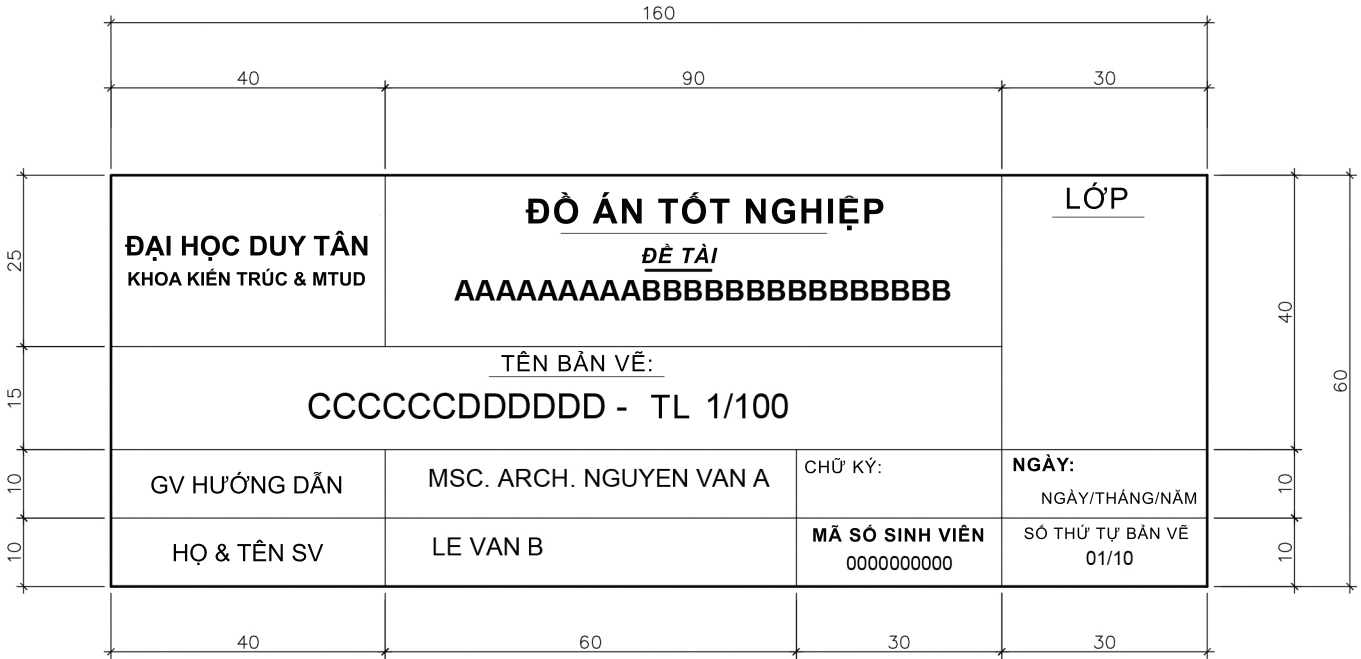 160
40 90 30
ĐẠI HỌC DUY TÂN
KHOA KIẾN TRÚC & MTUD
ĐỒ ÁN TỐT NGHIỆP
ĐỀ TÀI
AAAAAAAAABBBBBBBBBBBBBBB
LỚP
25
40
60
TÊN BẢN VẼ:
CCCCCCDDDDDD - TL 1/100
15
10
GV HƯỚNG DẪN
MSC. ARCH. NGUYEN VAN A
CHỮ KÝ:
NGÀY:
NGÀY/THÁNG/NĂM
10
10
HỌ & TÊN SV
LE VAN B
MÃ SỐ SINH VIÊN
0000000000
SỐ THỨ TỰ BẢN VẼ
01/10
10
40 60 30 30